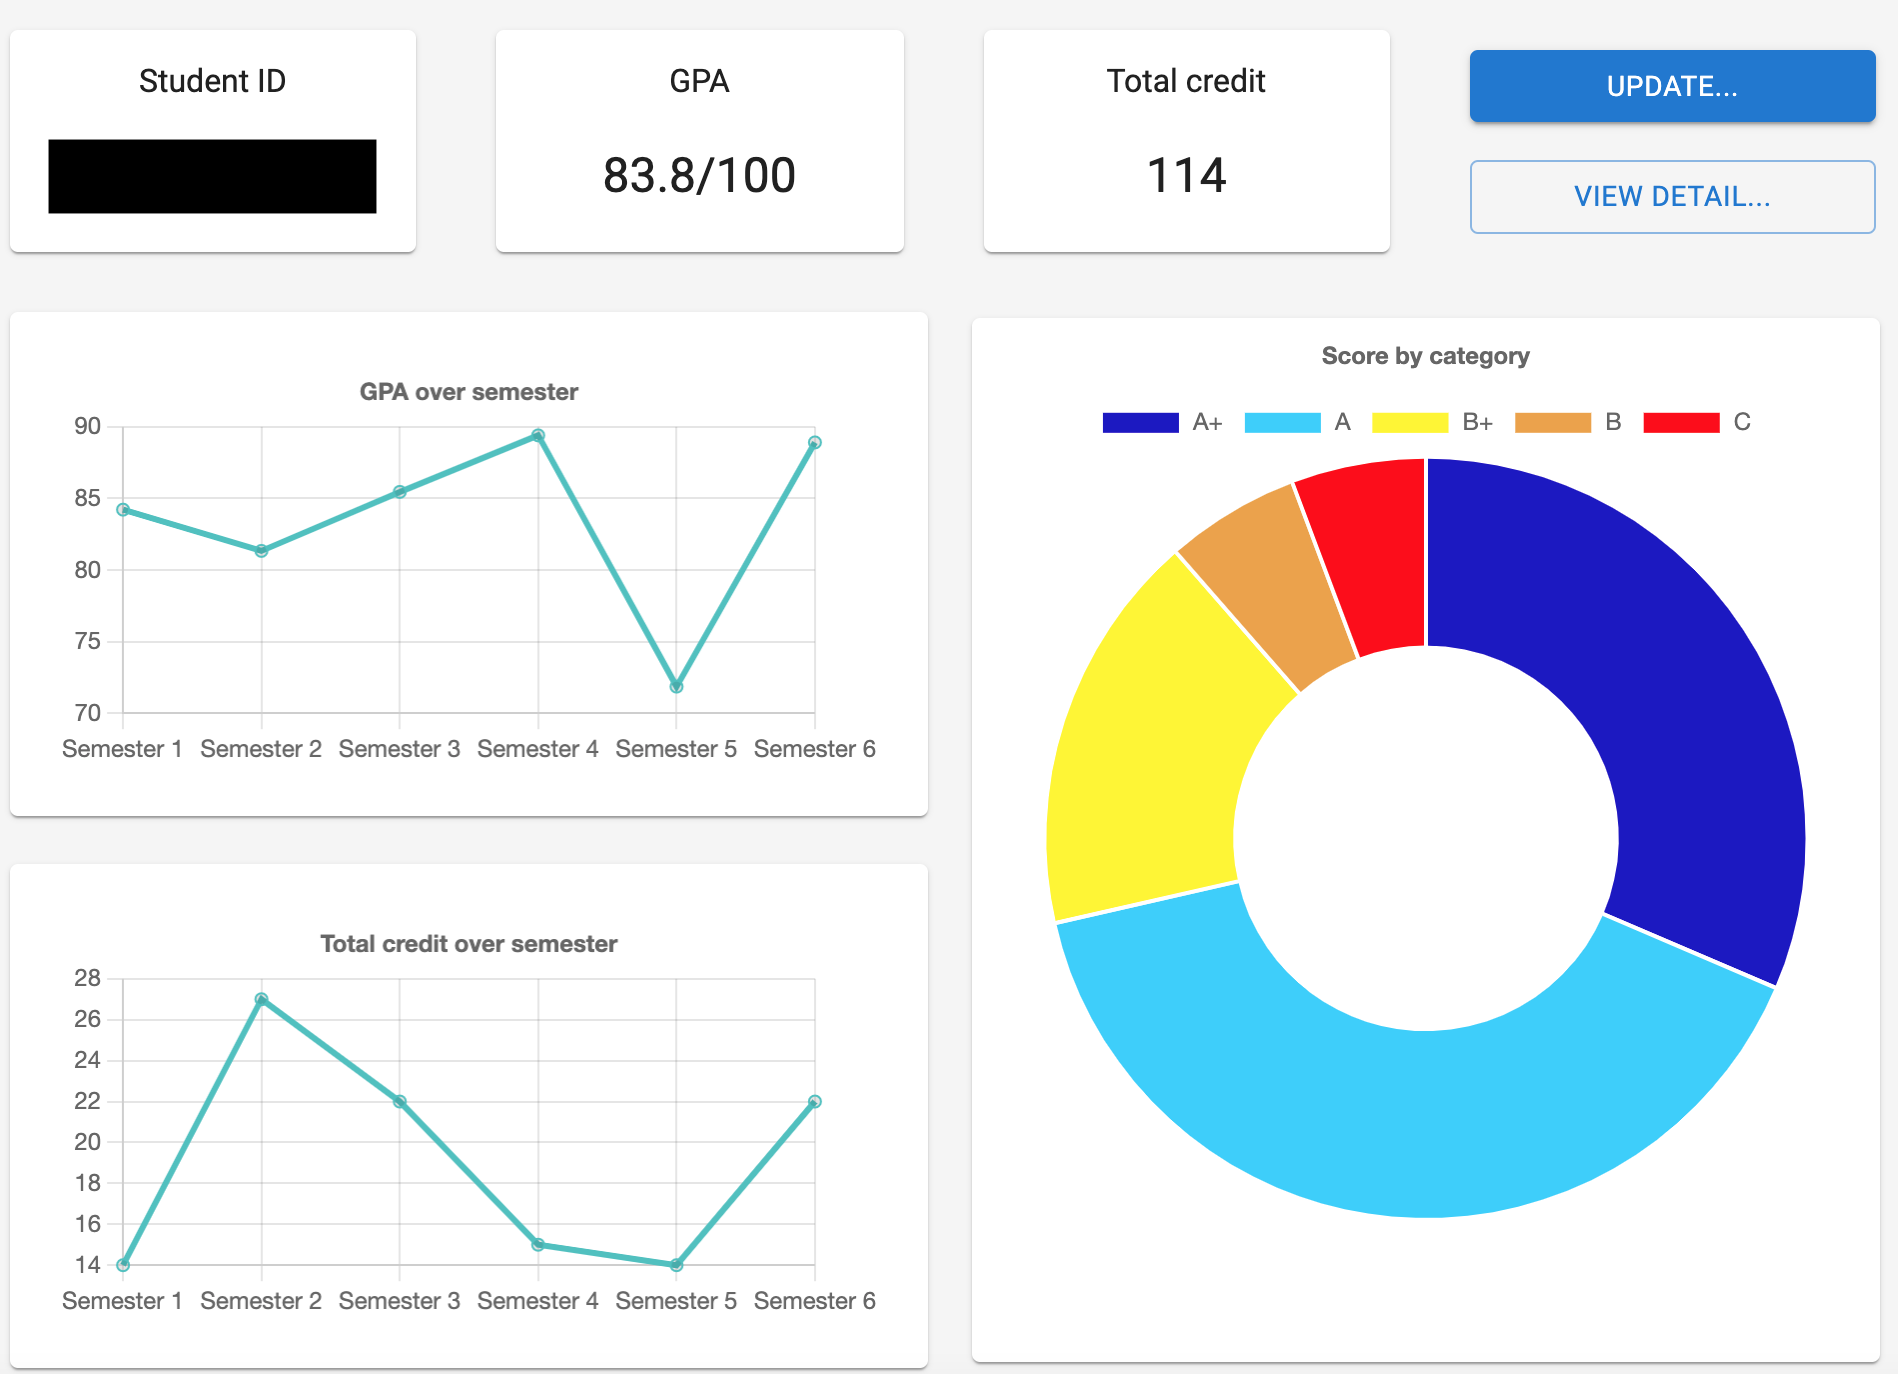 Student ID
GPA
83.8/100
Total credit
114
UPDATE...
VIEW DETAIL...
GPA over semester
90
85
80
75
70
Semester 1 Semester 2 Semester 3 Semester 4 Semester 5 Semester 6
Total credit over semester
28
26
24
22
20
18
16
14
Semester 1 Semester 2 Semester 3 Semester 4 Semester 5 Semester 6
Score by category
A+ A B+ B C